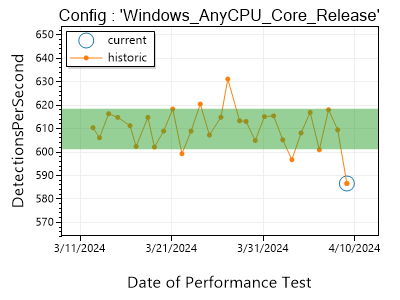 Config : 'Windows_AnyCPU_Core_Release'
current
historic
DetectionsPerSecond
650
640
630
620
610
600
590
580
570
3/11/2024
3/21/2024
3/31/2024
4/10/2024
Date of Performance Test